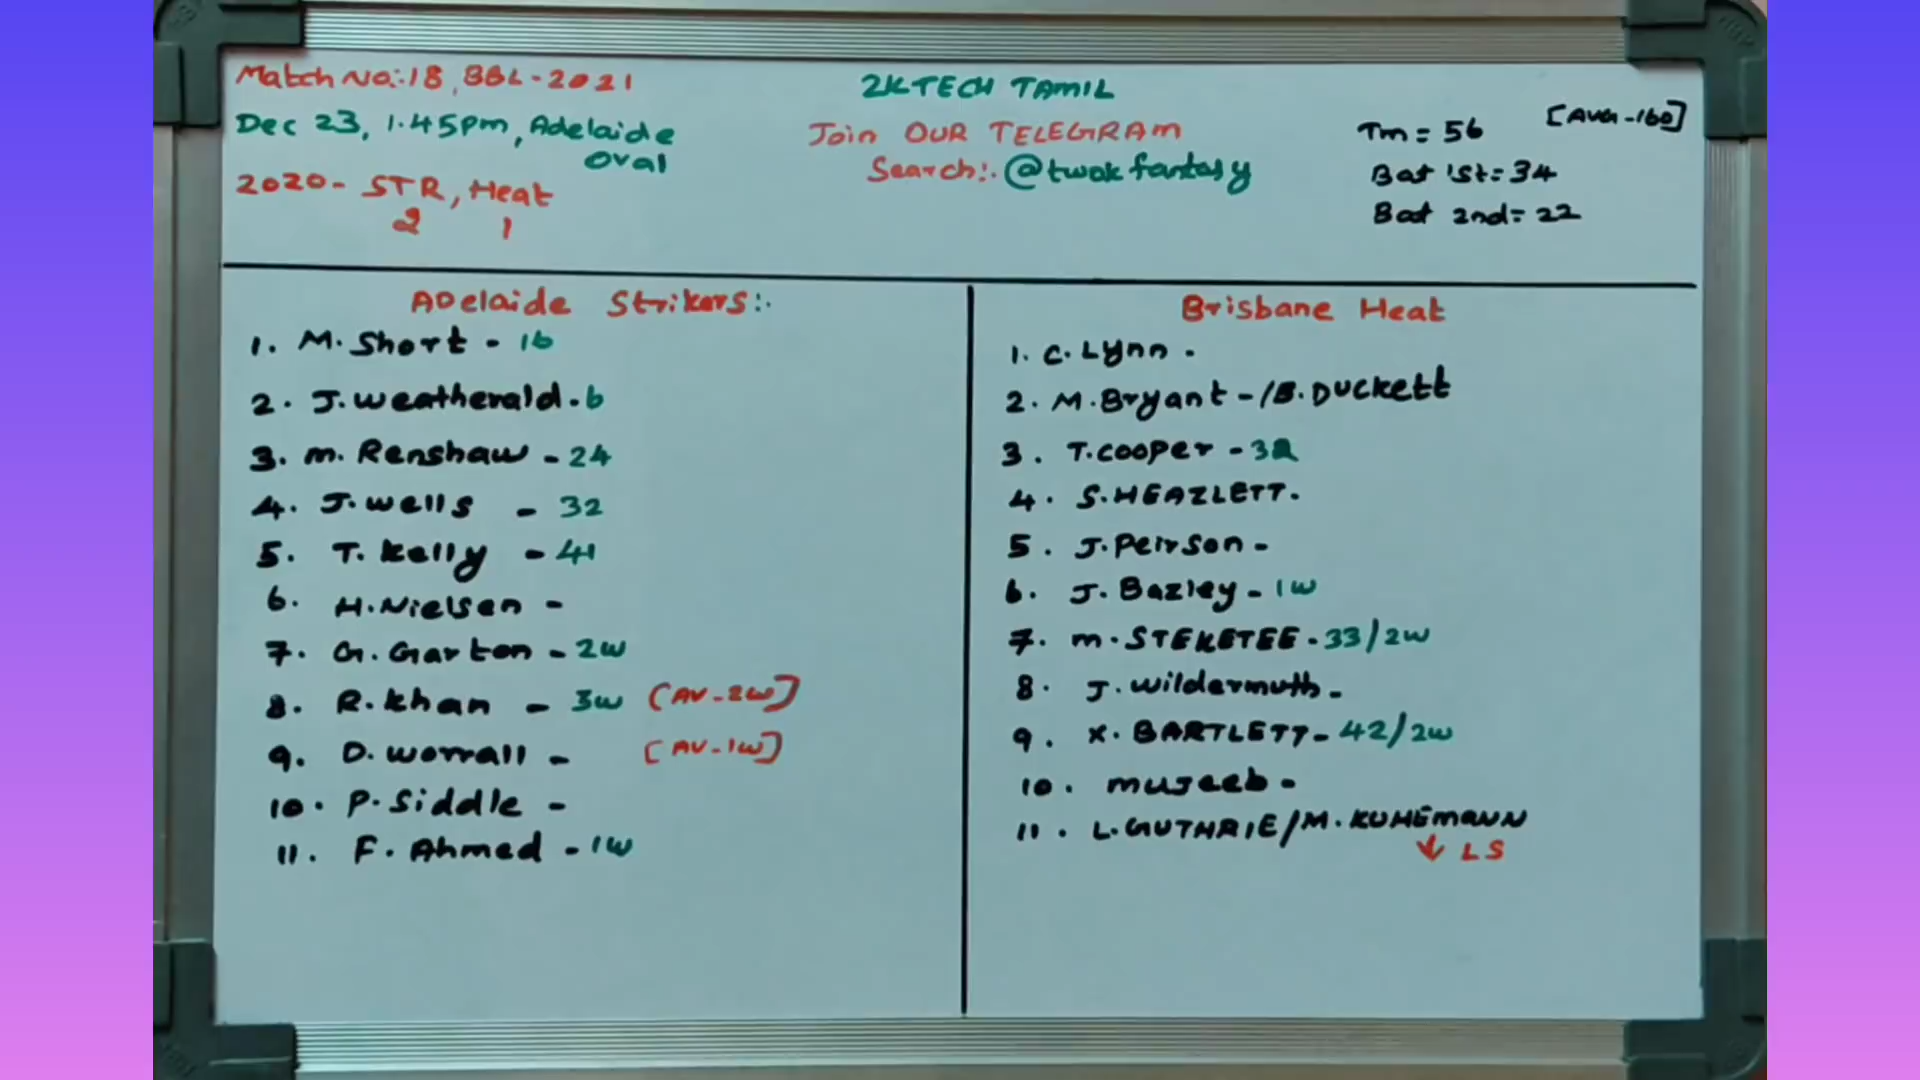 Match No:.18, BBL-2021
Dec 23, 1.45pm, Adelaide
oval
2020- STR, Heat
2 1
2KTECH TAMIL
Join OUR TELEGRAM
Search:. @twok fantasy
Tm = 56 [AVG-160]
Bat 1st=34
Bat 2nd=22
ADelaide Strikers:.
1. M. Short - 16
2. J. weatherald - 6
3. m. Renshaw - 24
4. J. wells - 32
5. T. kelly - 41
6. H. Nielsen -
7. G. Garton - 2w
8. R. khan - 3w [AV-2w]
9. D. worrall - [AV-1w]
10. P. Siddle -
11. F. Ahmed - 1w
Brisbane Heat
1. C. Lynn -
2. M. Bryant - /B. DUCKett
3. T. cooper - 32
4. S. HEAZLETT.
5. J. Peirson -
6. J. Bazley - 1w
7. m. STEKETEE - 33/2w
8. J. wildermuth -
9. X. BARTLETT - 42/2w
10. muJeeb -
11. L. GUTHRIE/M. KUHEmANN
↓ LS